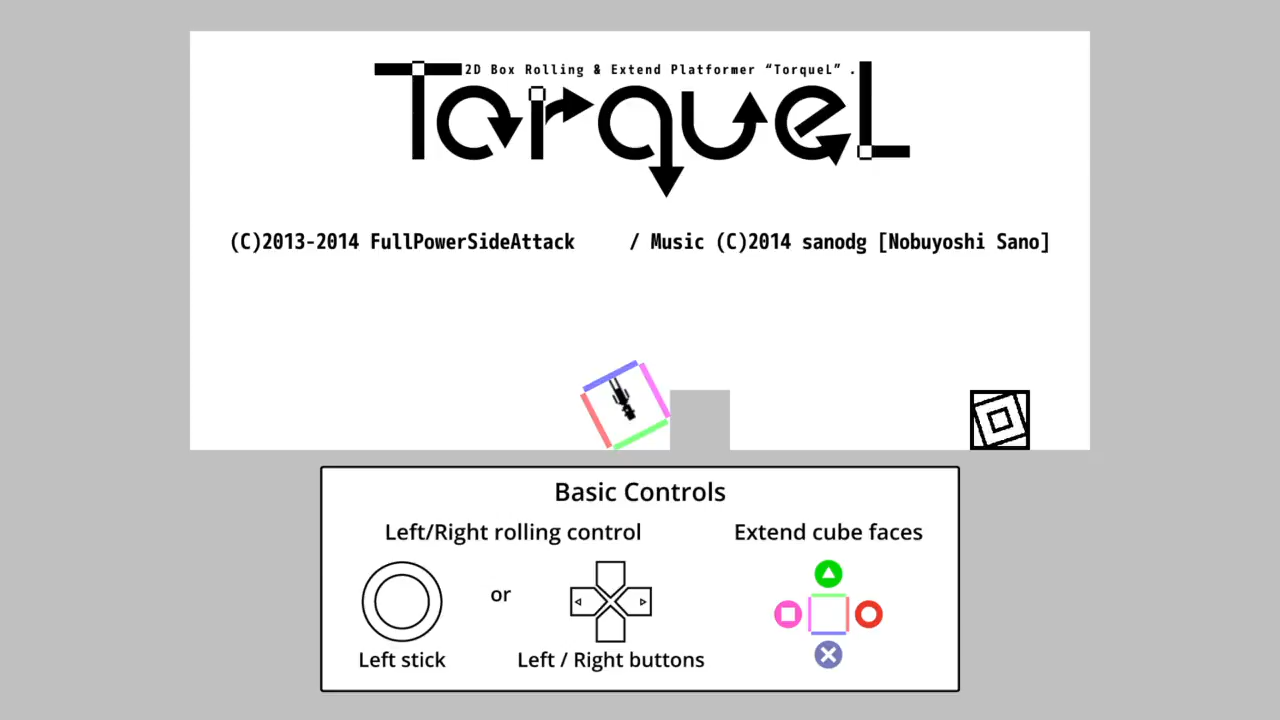 2D Box Rolling & Extend Platformer “TorqueL” .
TorqueL
(C)2013-2014 FullPowerSideAttack / Music (C)2014 sanodg [Nobuyoshi Sano]
Basic Controls
Left/Right rolling control Extend cube faces
or
Left stick Left / Right buttons